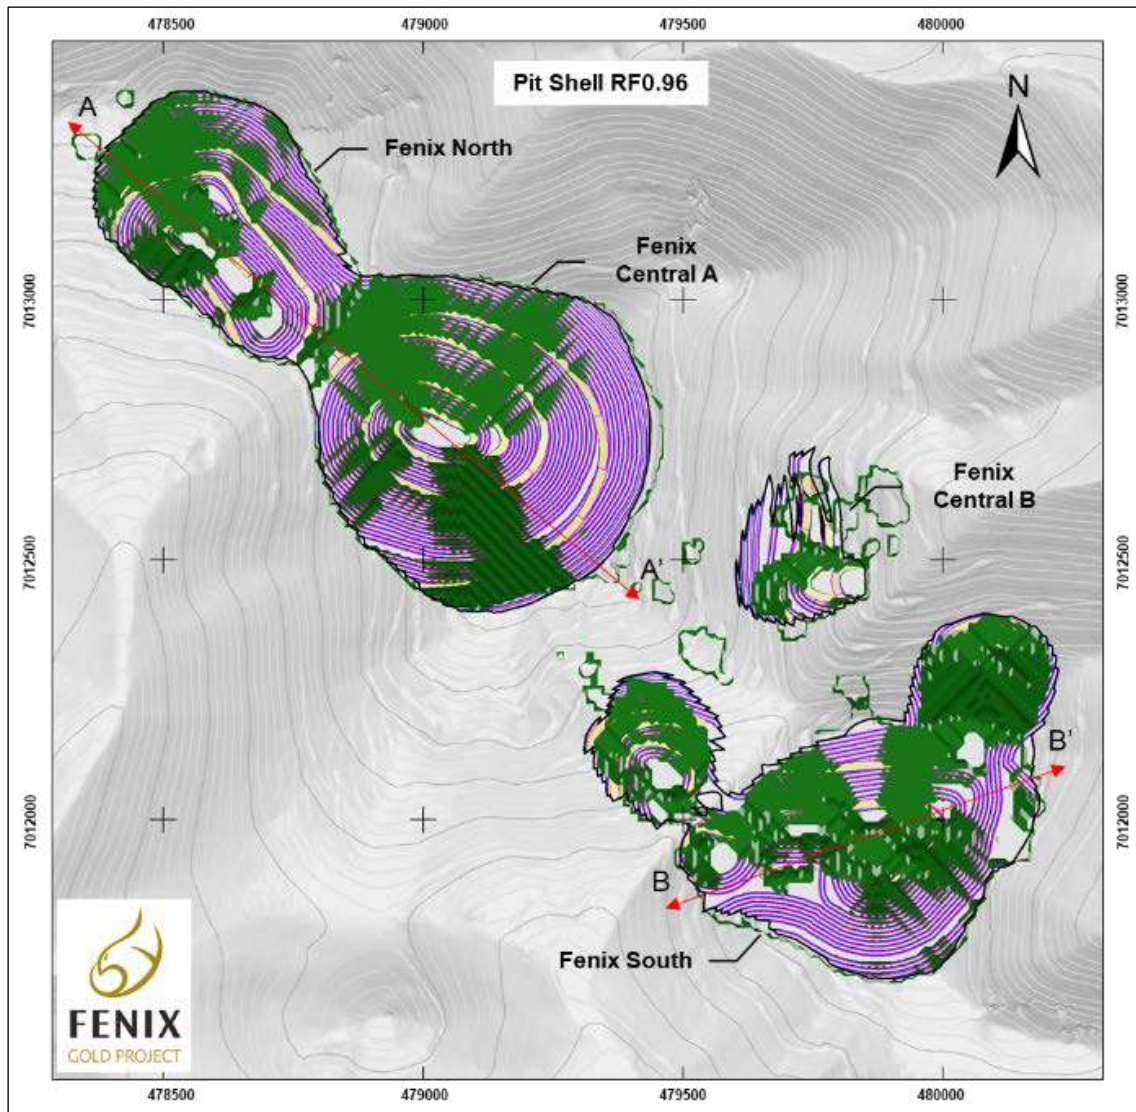 478500 479000 479500 480000
Pit Shell RF0.96
N
A
Fenix North
Fenix
Central A
7013000 7013000
Fenix
Central B
7012500 7012500
A'
B'
7012000 7012000
B
Fenix South
FENIX
GOLD PROJECT
478500 479000 479500 480000